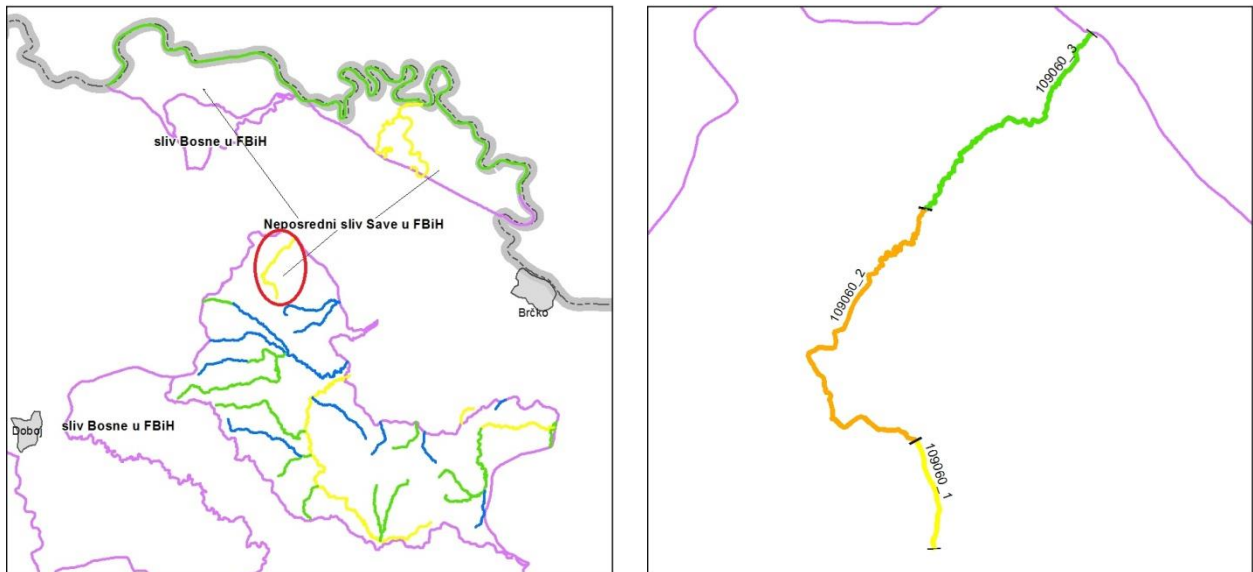 sliv Bosne u FBiH
Neposredni sliv Save u FBiH
Brčko
Doboj
sliv Bosne u FBiH
109060_3
109060_2
109060_1